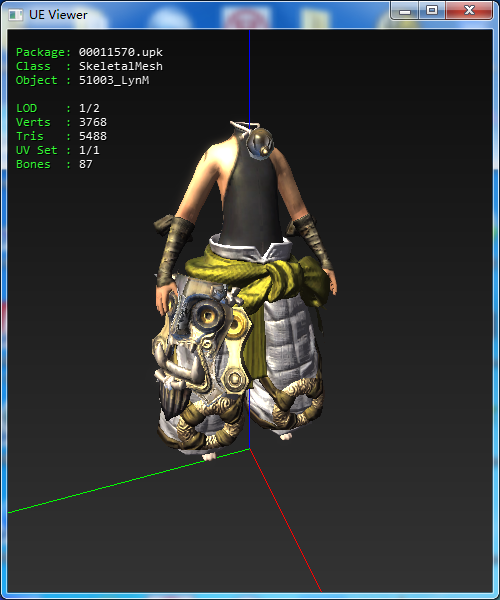 UE Viewer
Package: 00011570.upk
Class : SkeletalMesh
Object : 51003_LynM
LOD : 1/2
Verts : 3768
Tris : 5488
UV Set : 1/1
Bones : 87